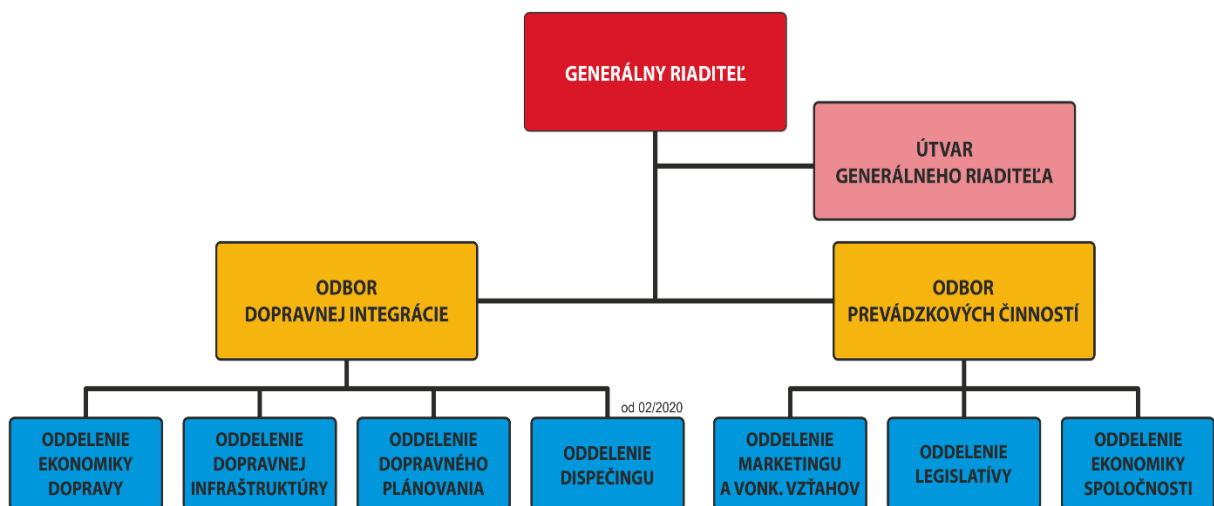 GENERÁLNY RIADITEĽ
ÚTVAR
GENERÁLNEHO RIADITEĽA
ODBOR
DOPRAVNEJ INTEGRÁCIE
ODBOR
PREVÁDZKOVÝCH ČINNOSTÍ
od 02/2020
ODDELENIE
EKONOMIKY
DOPRAVY
ODDELENIE
DOPRAVNEJ
INFRAŠTRUKTÚRY
ODDELENIE
DOPRAVNÉHO
PLÁNOVANIA
ODDELENIE
DISPEČINGU
ODDELENIE
MARKETINGU
A VONK. VZŤAHOV
ODDELENIE
LEGISLATÍVY
ODDELENIE
EKONOMIKY
SPOLOČNOSTI